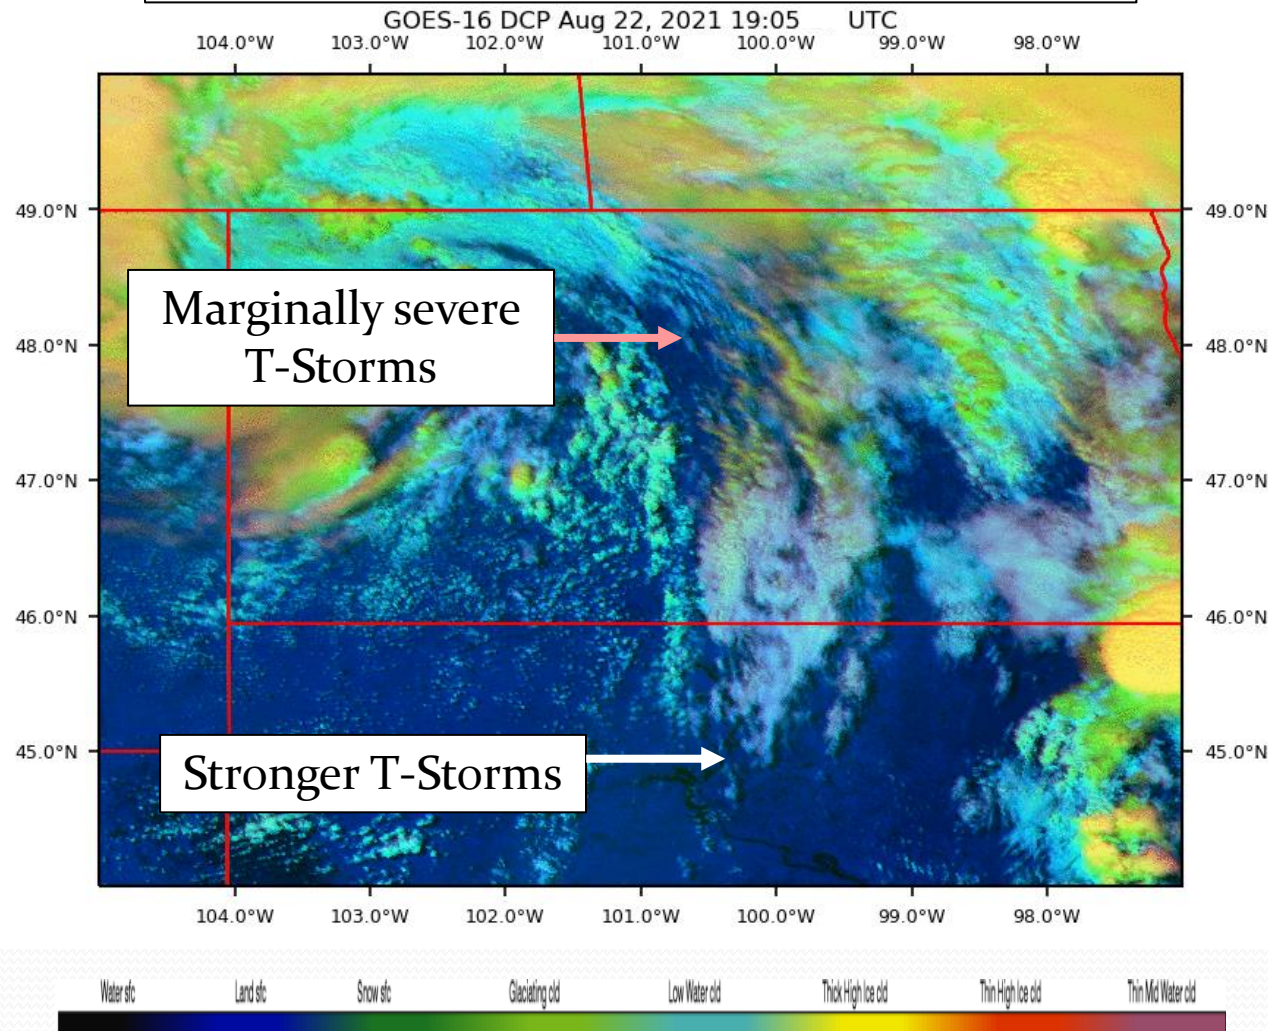 GOES-16 DCP Aug 22, 2021 19:05 UTC
104.0°W 103.0°W 102.0°W 101.0°W 100.0°W 99.0°W 98.0°W
49.0°N 49.0°N
Marginally severe
T-Storms
48.0°N 48.0°N
47.0°N 47.0°N
46.0°N 46.0°N
45.0°N 45.0°N
Stronger T-Storms
104.0°W 103.0°W 102.0°W 101.0°W 100.0°W 99.0°W 98.0°W
Water sfc Land sfc Snow sfc Glaciating cld Low Water cld Thick High Ice cld Thin High Ice cld Thin Mid Water cld